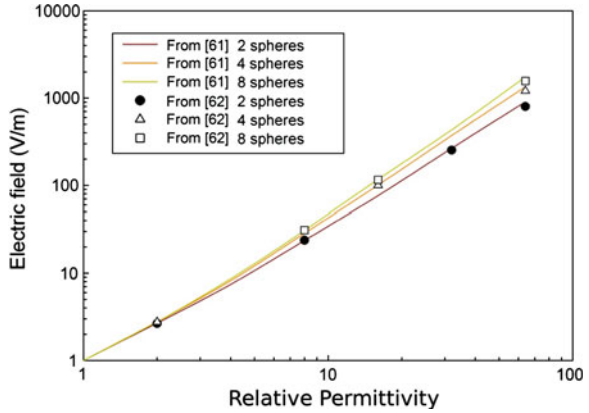 10000
1000
100
10
1
Electric field (V/m)
From [61] 2 spheres
From [61] 4 spheres
From [61] 8 spheres
From [62] 2 spheres
From [62] 4 spheres
From [62] 8 spheres
1 10 100
Relative Permittivity